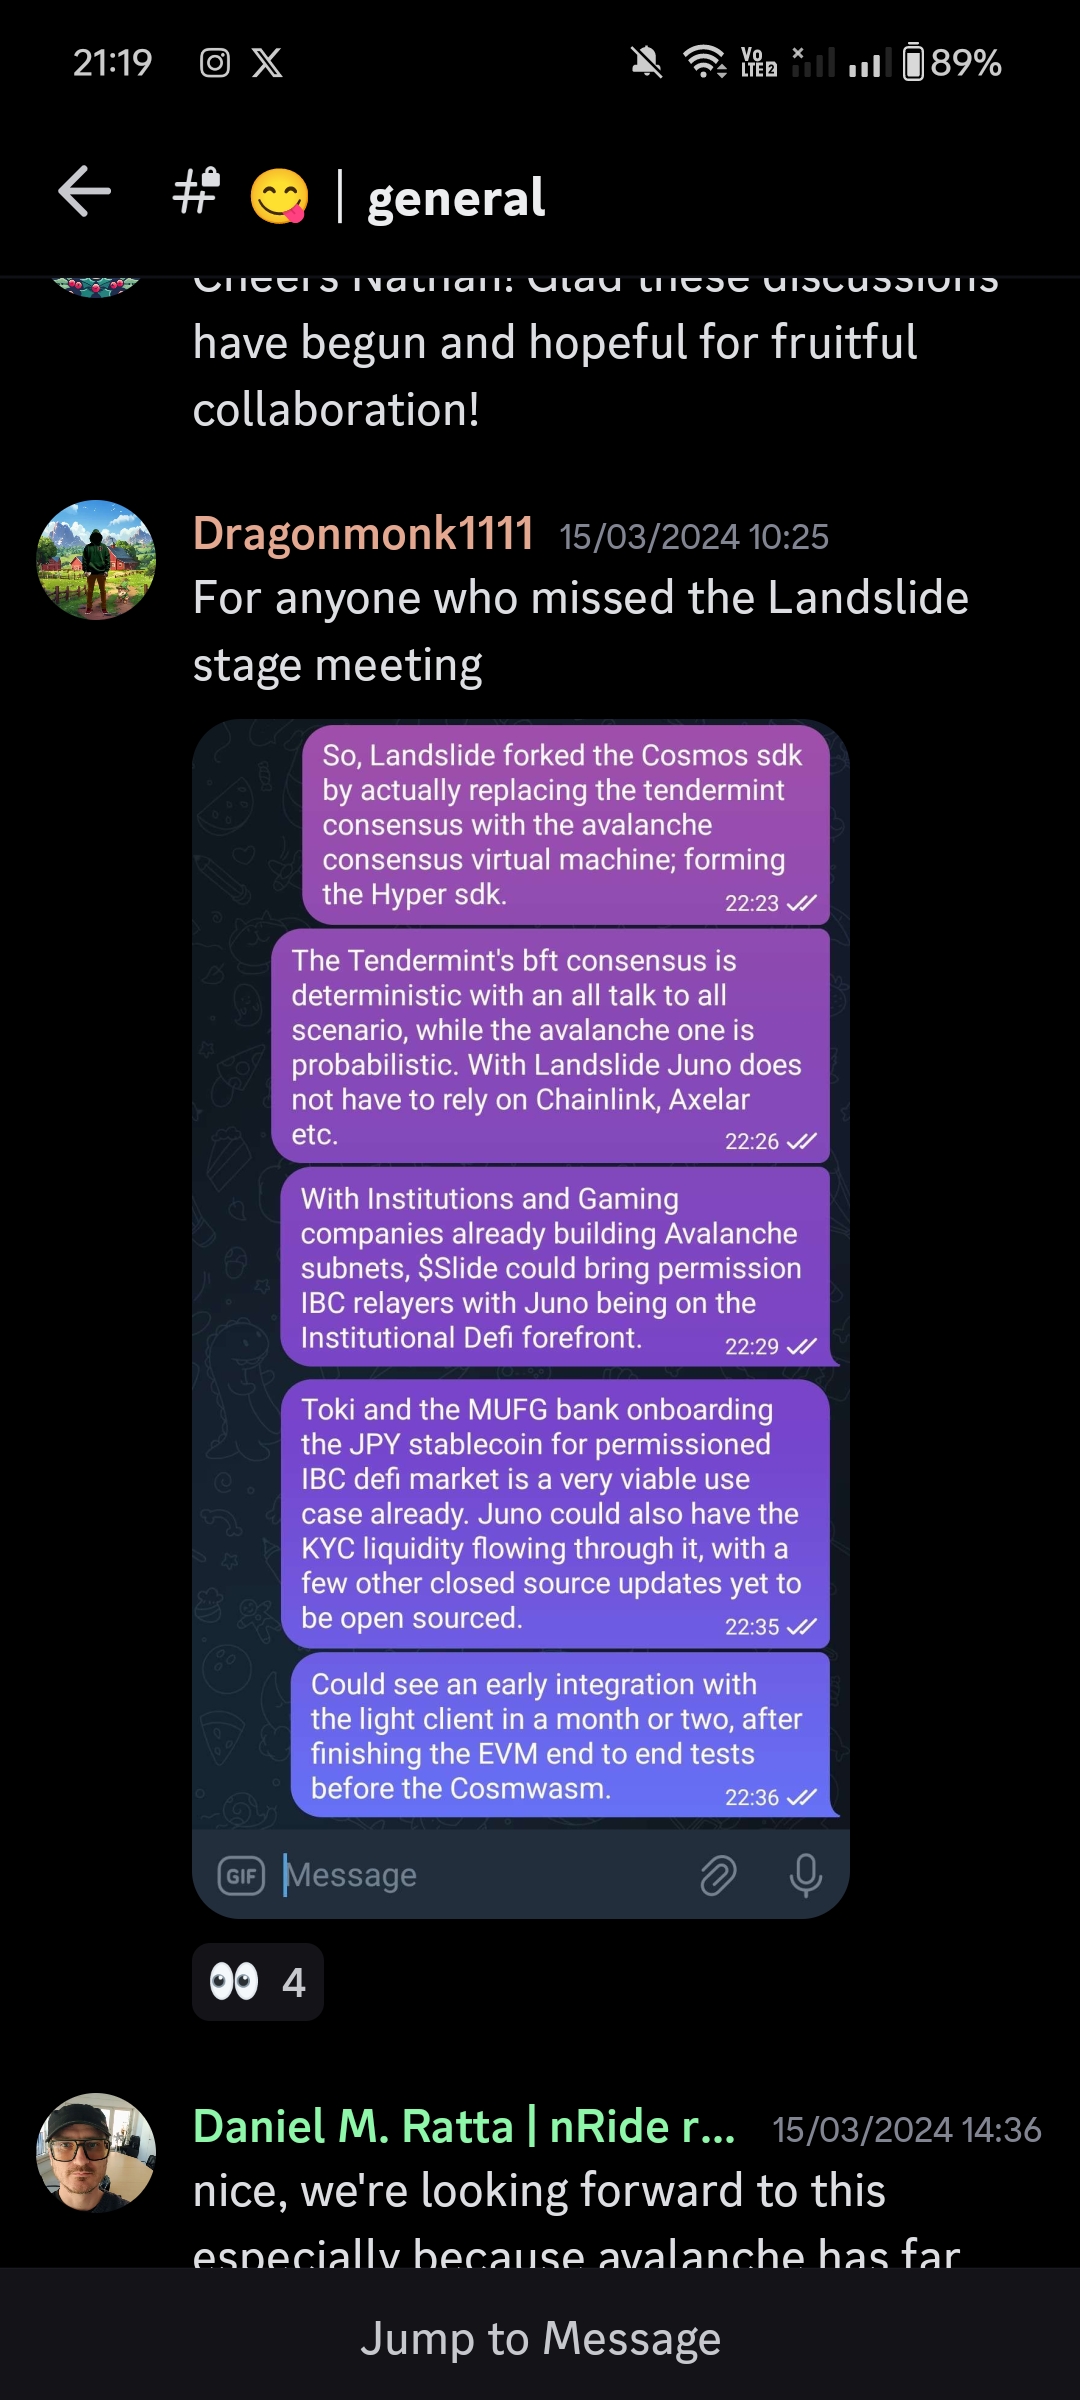 21:19
Vo LTE2
89%
# 😋 | general
Cheers Nathan! Glad these discussions
have begun and hopeful for fruitful
collaboration!
Dragonmonk1111 15/03/2024 10:25
For anyone who missed the Landslide
stage meeting
So, Landslide forked the Cosmos sdk
by actually replacing the tendermint
consensus with the avalanche
consensus virtual machine; forming
the Hyper sdk.
22:23
The Tendermint's bft consensus is
deterministic with an all talk to all
scenario, while the avalanche one is
probabilistic. With Landslide Juno does
not have to rely on Chainlink, Axelar
etc.
22:26
With Institutions and Gaming
companies already building Avalanche
subnets, $Slide could bring permission
IBC relayers with Juno being on the
Institutional Defi forefront.
22:29
Toki and the MUFG bank onboarding
the JPY stablecoin for permissioned
IBC defi market is a very viable use
case already. Juno could also have the
KYC liquidity flowing through it, with a
few other closed source updates yet to
be open sourced.
22:35
Could see an early integration with
the light client in a month or two, after
finishing the EVM end to end tests
before the Cosmwasm.
22:36
GIF Message
👀 4
Daniel M. Ratta | nRide r... 15/03/2024 14:36
nice, we're looking forward to this
especially because avalanche has far
Jump to Message